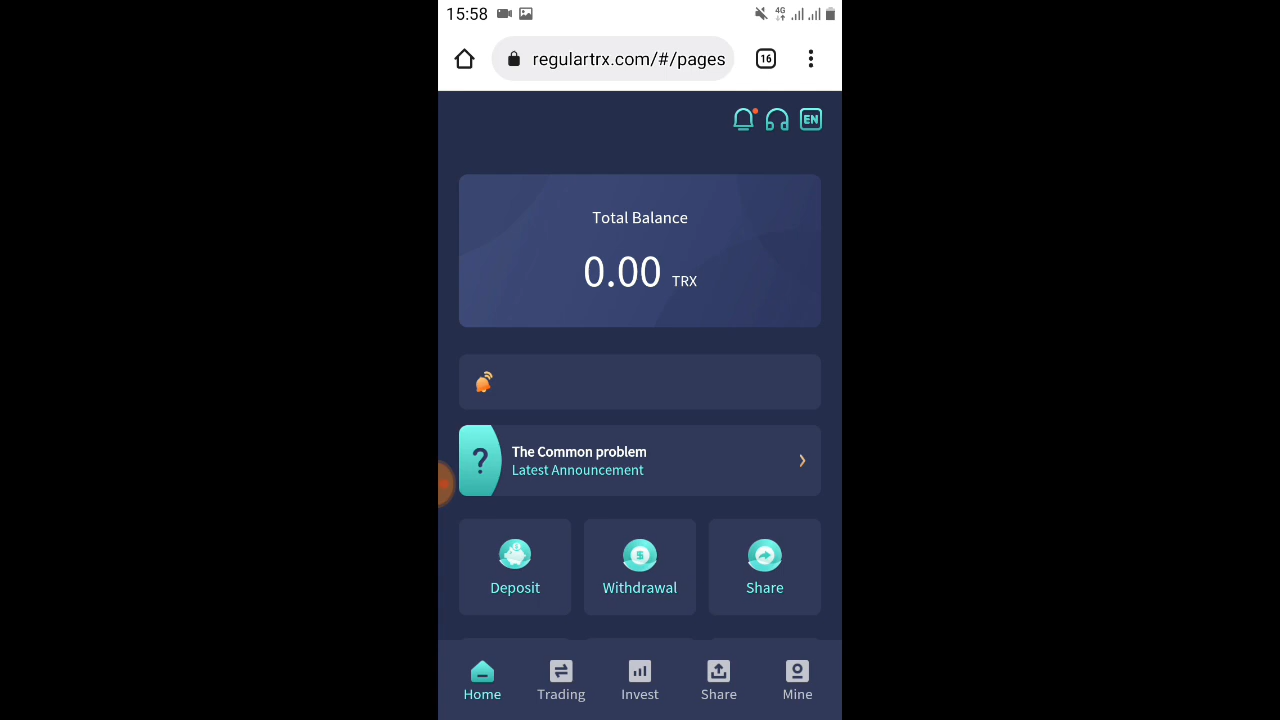 15:58
4G
regulartrx.com/#/pages
16
EN
Total Balance
0.00 TRX
?
The Common problem
Latest Announcement
$
Deposit
Withdrawal
Share
Home
Trading
Invest
Share
Mine